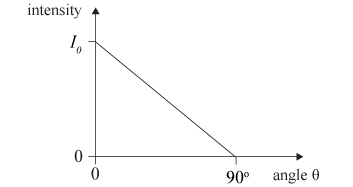 intensity
I₀
0
0
90°
angle θ